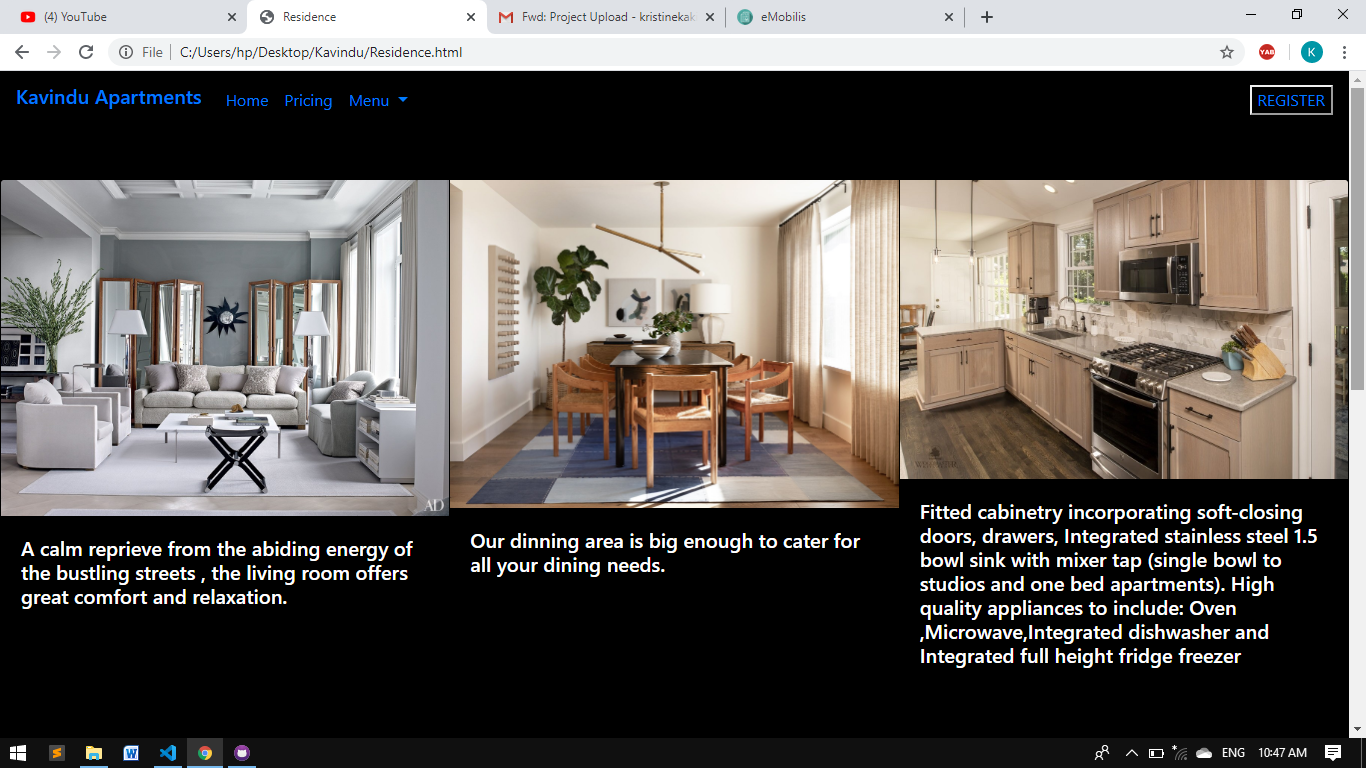 (4) YouTube
Residence
Fwd: Project Upload - kristinekak
eMobilis
File
C:/Users/hp/Desktop/Kavindu/Residence.html
YAB
K
Kavindu Apartments
Home
Pricing
Menu
REGISTER
AD
A calm reprieve from the abiding energy of
the bustling streets , the living room offers
great comfort and relaxation.
Our dinning area is big enough to cater for
all your dining needs.
Fitted cabinetry incorporating soft-closing
doors, drawers, Integrated stainless steel 1.5
bowl sink with mixer tap (single bowl to
studios and one bed apartments). High
quality appliances to include: Oven
,Microwave,Integrated dishwasher and
Integrated full height fridge freezer
ENG
10:47 AM